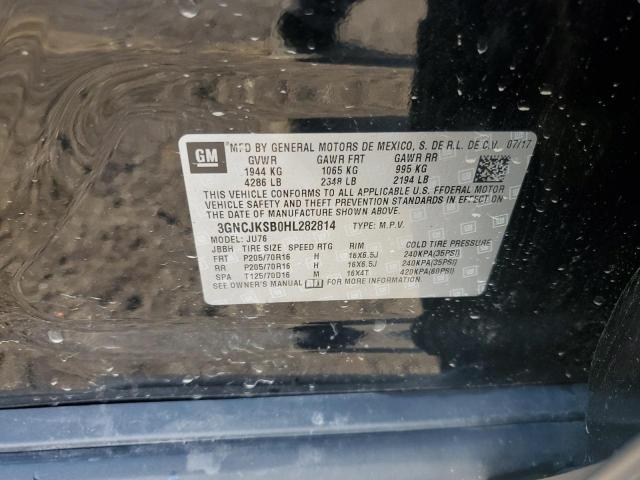 GM
MFD BY GENERAL MOTORS DE MEXICO, S. DE R.L. DE C.V. 07/17
GVWR GAWR FRT GAWR RR
1944 KG 1065 KG 995 KG
4286 LB 2348 LB 2194 LB
THIS VEHICLE CONFORMS TO ALL APPLICABLE U.S. FEDERAL MOTOR
VEHICLE SAFETY AND THEFT PREVENTION STANDARDS IN EFFECT ON
THE DATE OF MANUFACTURE SHOWN ABOVE.
3GNCJKSB0HL282814 TYPE: M.P.V.
MODEL: JU76
JBBH TIRE SIZE SPEED RTG RIM COLD TIRE PRESSURE
FRT P205/70R16 H 16X6.5J 240KPA(35PSI)
RR P205/70R16 H 16X6.5J 240KPA(35PSI)
SPA T125/70D16 M 16X4T 420KPA(60PSI)
SEE OWNER'S MANUAL FOR MORE INFORMATION.